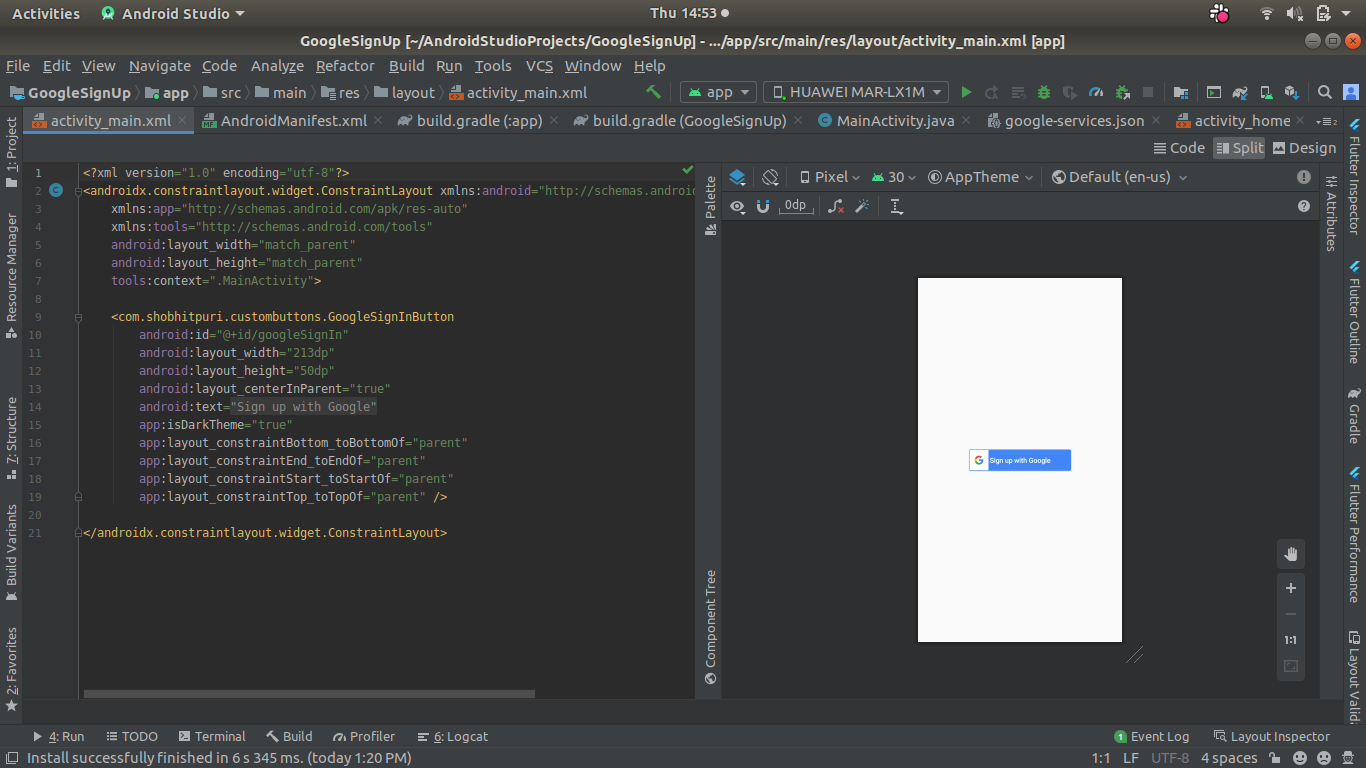 Activities Android Studio Thu 14:53
GoogleSignUp [~/AndroidStudioProjects/GoogleSignUp] - .../app/src/main/res/layout/activity_main.xml [app]
File Edit View Navigate Code Analyze Refactor Build Run Tools VCS Window Help
GoogleSignUp app src main res layout activity_main.xml app HUAWEI MAR-LX1M
activity_main.xml AndroidManifest.xml build.gradle (:app) build.gradle (GoogleSignUp) MainActivity.java google-services.json activity_home
Code Split Design
1: Project
Resource Manager
7: Structure
Build Variants
2: Favorites
1 <?xml version="1.0" encoding="utf-8"?>
2 <androidx.constraintlayout.widget.ConstraintLayout xmlns:android="http://schemas.androi
3 xmlns:app="http://schemas.android.com/apk/res-auto"
4 xmlns:tools="http://schemas.android.com/tools"
5 android:layout_width="match_parent"
6 android:layout_height="match_parent"
7 tools:context=".MainActivity">
8
9 <com.shobhitpuri.custombuttons.GoogleSignInButton
10 android:id="@+id/googleSignIn"
11 android:layout_width="213dp"
12 android:layout_height="50dp"
13 android:layout_centerInParent="true"
14 android:text="Sign up with Google"
15 app:isDarkTheme="true"
16 app:layout_constraintBottom_toBottomOf="parent"
17 app:layout_constraintEnd_toEndOf="parent"
18 app:layout_constraintStart_toStartOf="parent"
19 app:layout_constraintTop_toTopOf="parent" />
20
21 </androidx.constraintlayout.widget.ConstraintLayout>
Palette
Component Tree
Pixel 30 AppTheme Default (en-us)
0dp
Sign up with Google
1:1
Attributes
Flutter Inspector
Flutter Outline
Gradle
Flutter Performance
Layout Valid
4: Run TODO Terminal Build Profiler 6: Logcat 1 Event Log Layout Inspector
Install successfully finished in 6 s 345 ms. (today 1:20 PM) 1:1 LF UTF-8 4 spaces